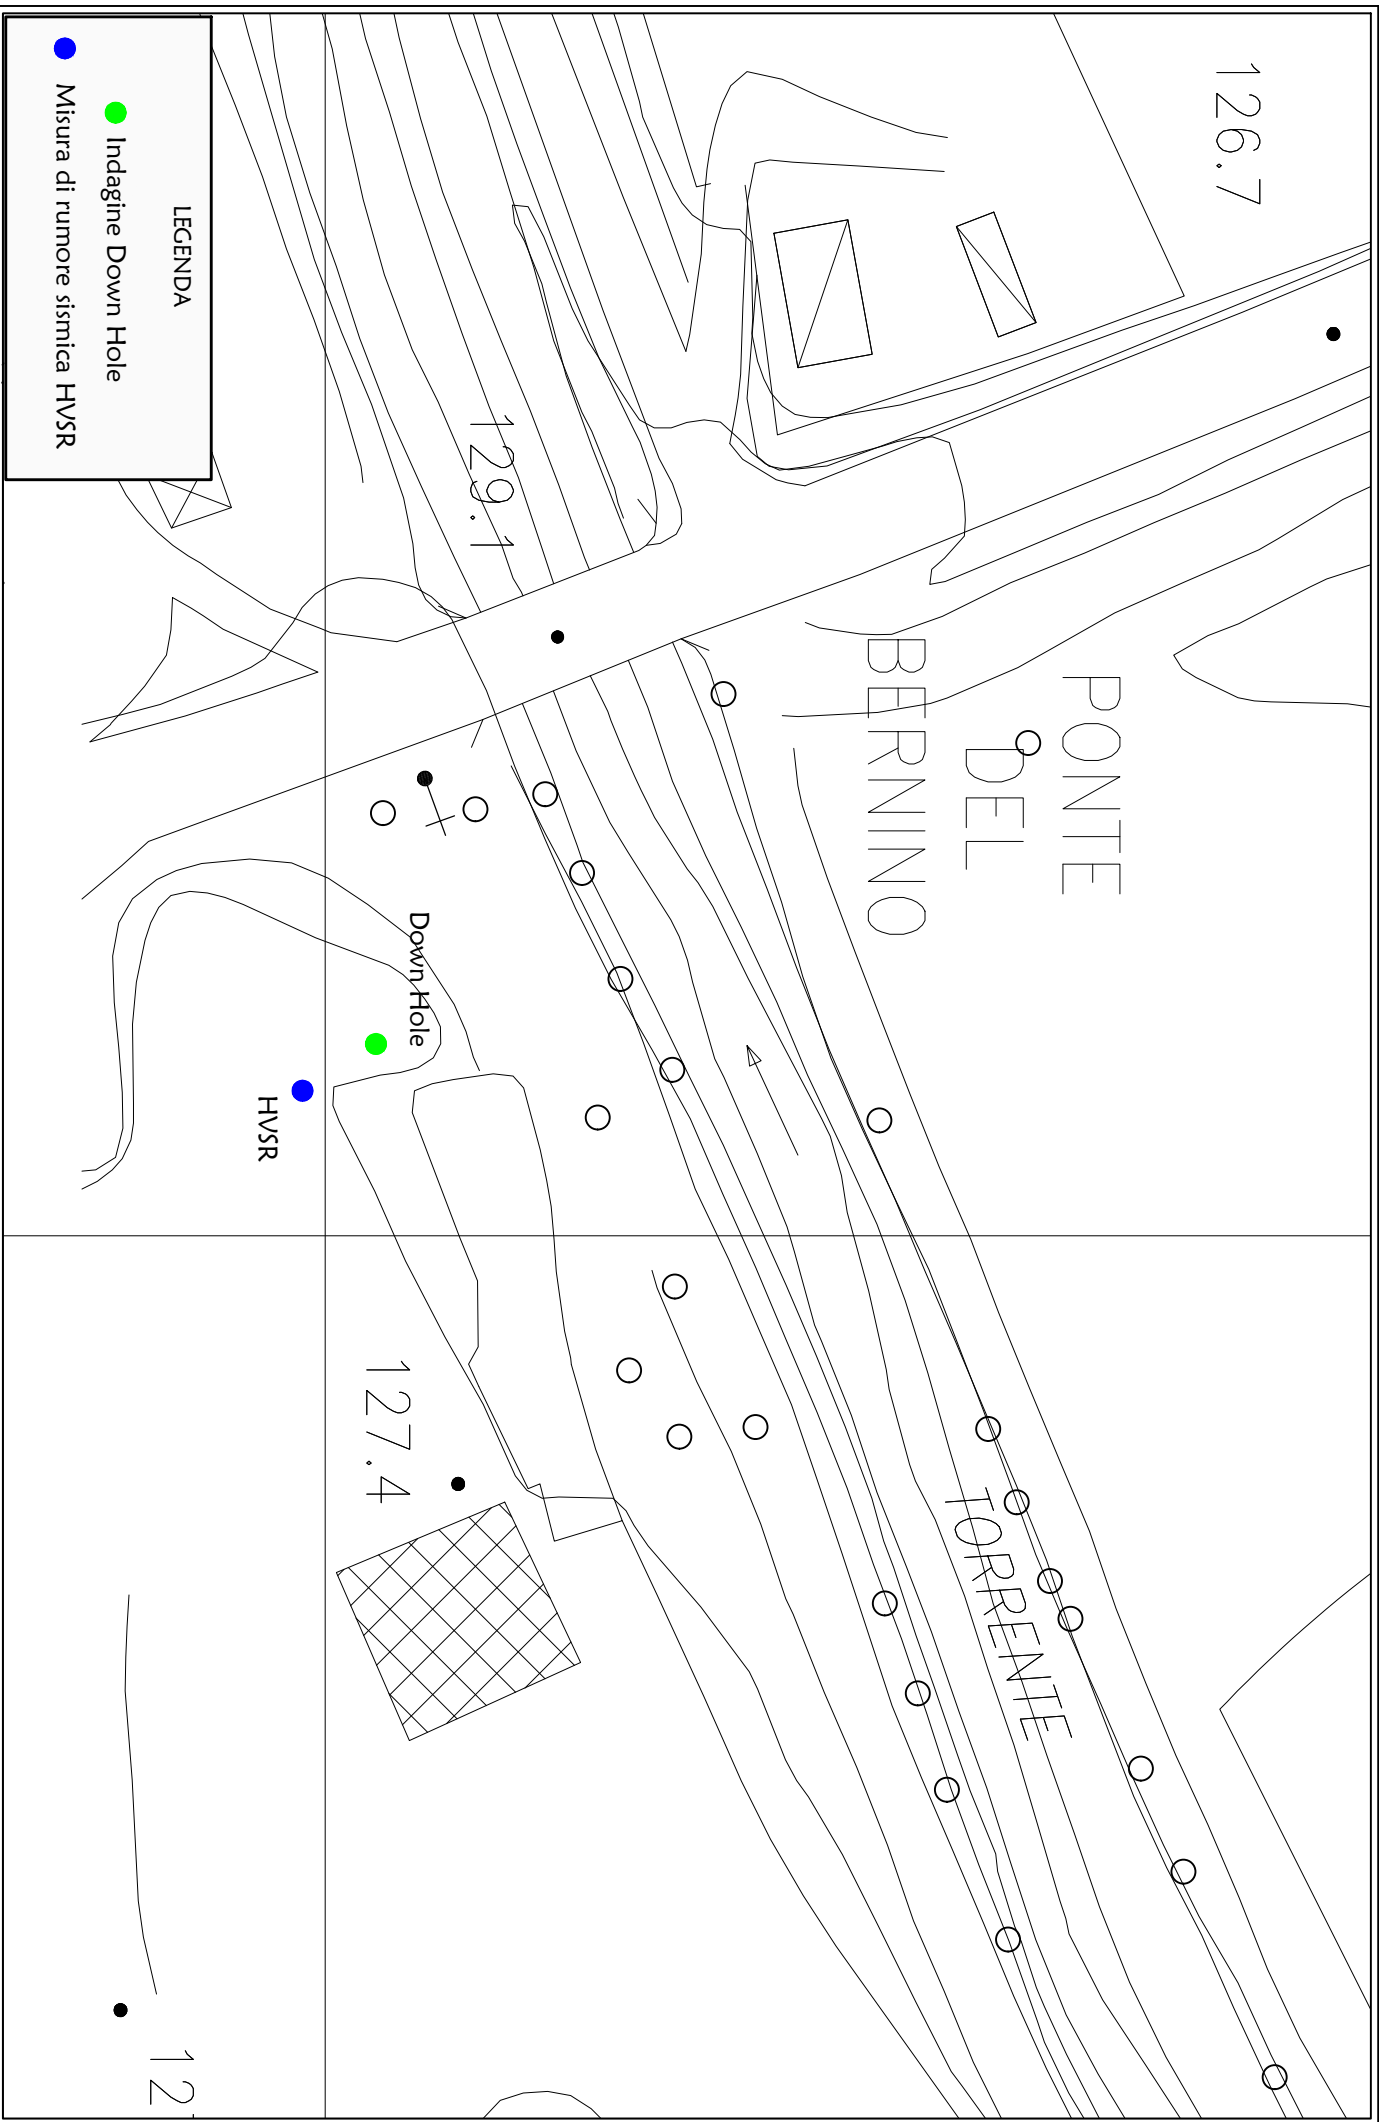 126.7
PONTE
DEL
BERNINO
TORRENTE
129.1
Down Hole
127.4
HVSR
12
LEGENDA
Indagine Down Hole
Misura di rumore sismica HVSR